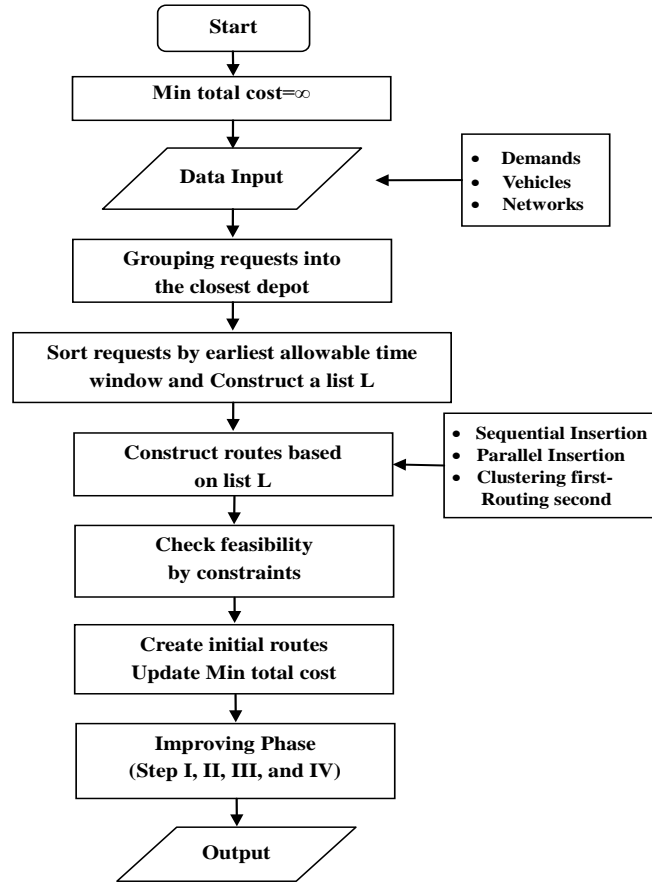 Start
Min total cost=∞
Data Input
• Demands
• Vehicles
• Networks
Grouping requests into
the closest depot
Sort requests by earliest allowable time
window and Construct a list L
Construct routes based
on list L
• Sequential Insertion
• Parallel Insertion
• Clustering first-
Routing second
Check feasibility
by constraints
Create initial routes
Update Min total cost
Improving Phase
(Step I, II, III, and IV)
Output